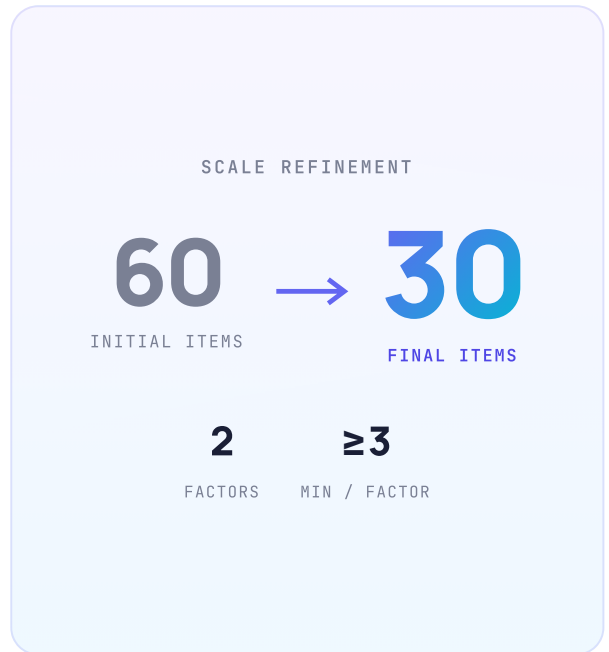 SCALE REFINEMENT
60 → 30
INITIAL ITEMS
FINAL ITEMS
2 ≥3
FACTORS MIN / FACTOR